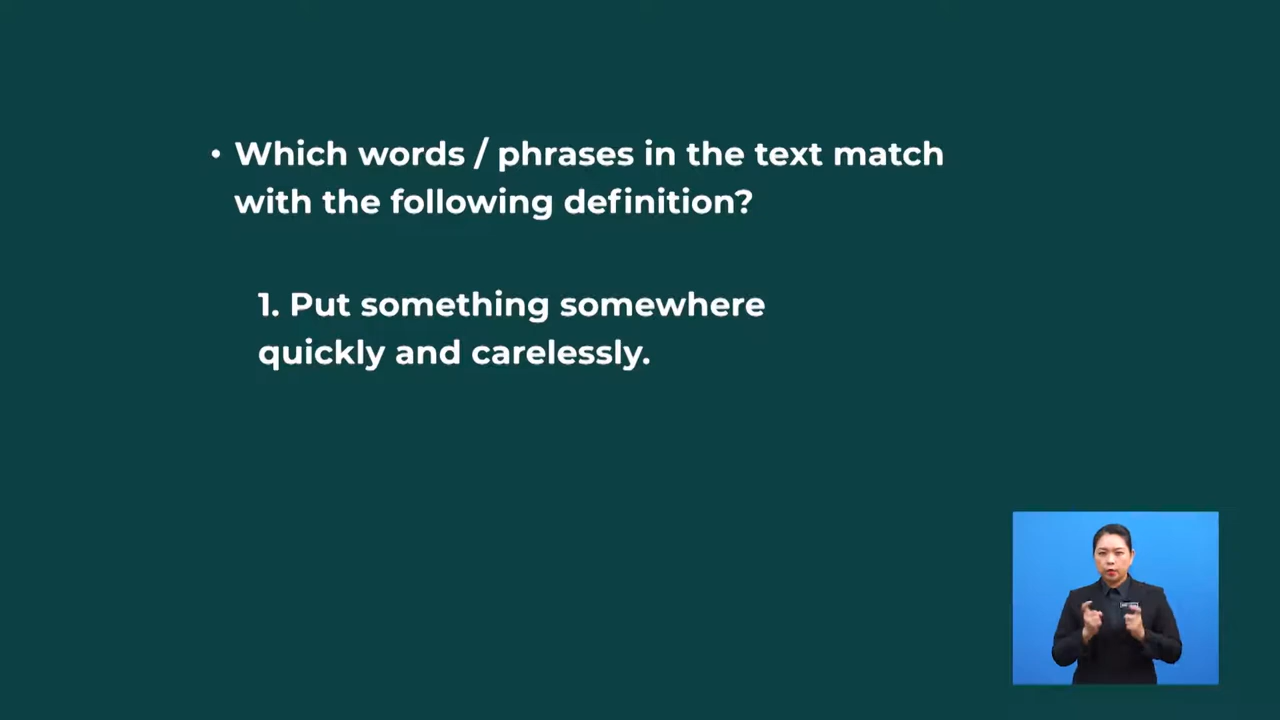 • Which words / phrases in the text match
with the following definition?
1. Put something somewhere
quickly and carelessly.